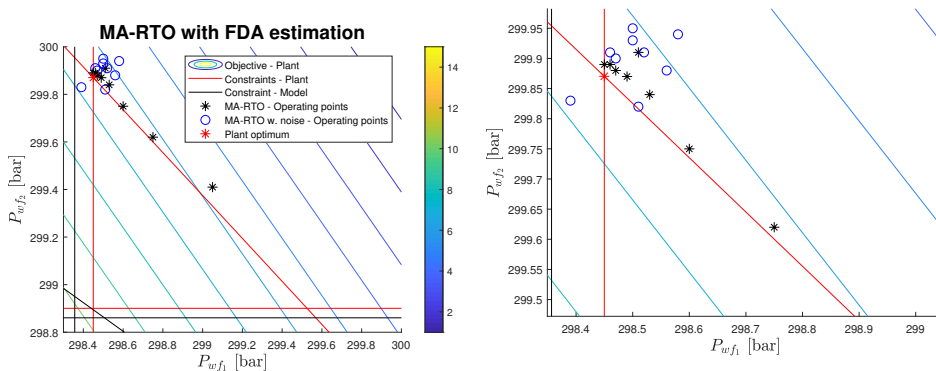 MA-RTO with FDA estimation
300
299.8
299.6
299.4
299.2
299
298.8
298.4 298.6 298.8 299 299.2 299.4 299.6 299.8 300
P_{wf_2} [bar]
P_{wf_1} [bar]
Objective - Plant
Constraints - Plant
Constraint - Model
MA-RTO - Operating points
MA-RTO w. noise - Operating points
Plant optimum
14
12
10
8
6
4
2
299.95
299.9
299.85
299.8
299.75
299.7
299.65
299.6
299.55
299.5
298.4 298.5 298.6 298.7 298.8 298.9 299
P_{wf_2} [bar]
P_{wf_1} [bar]